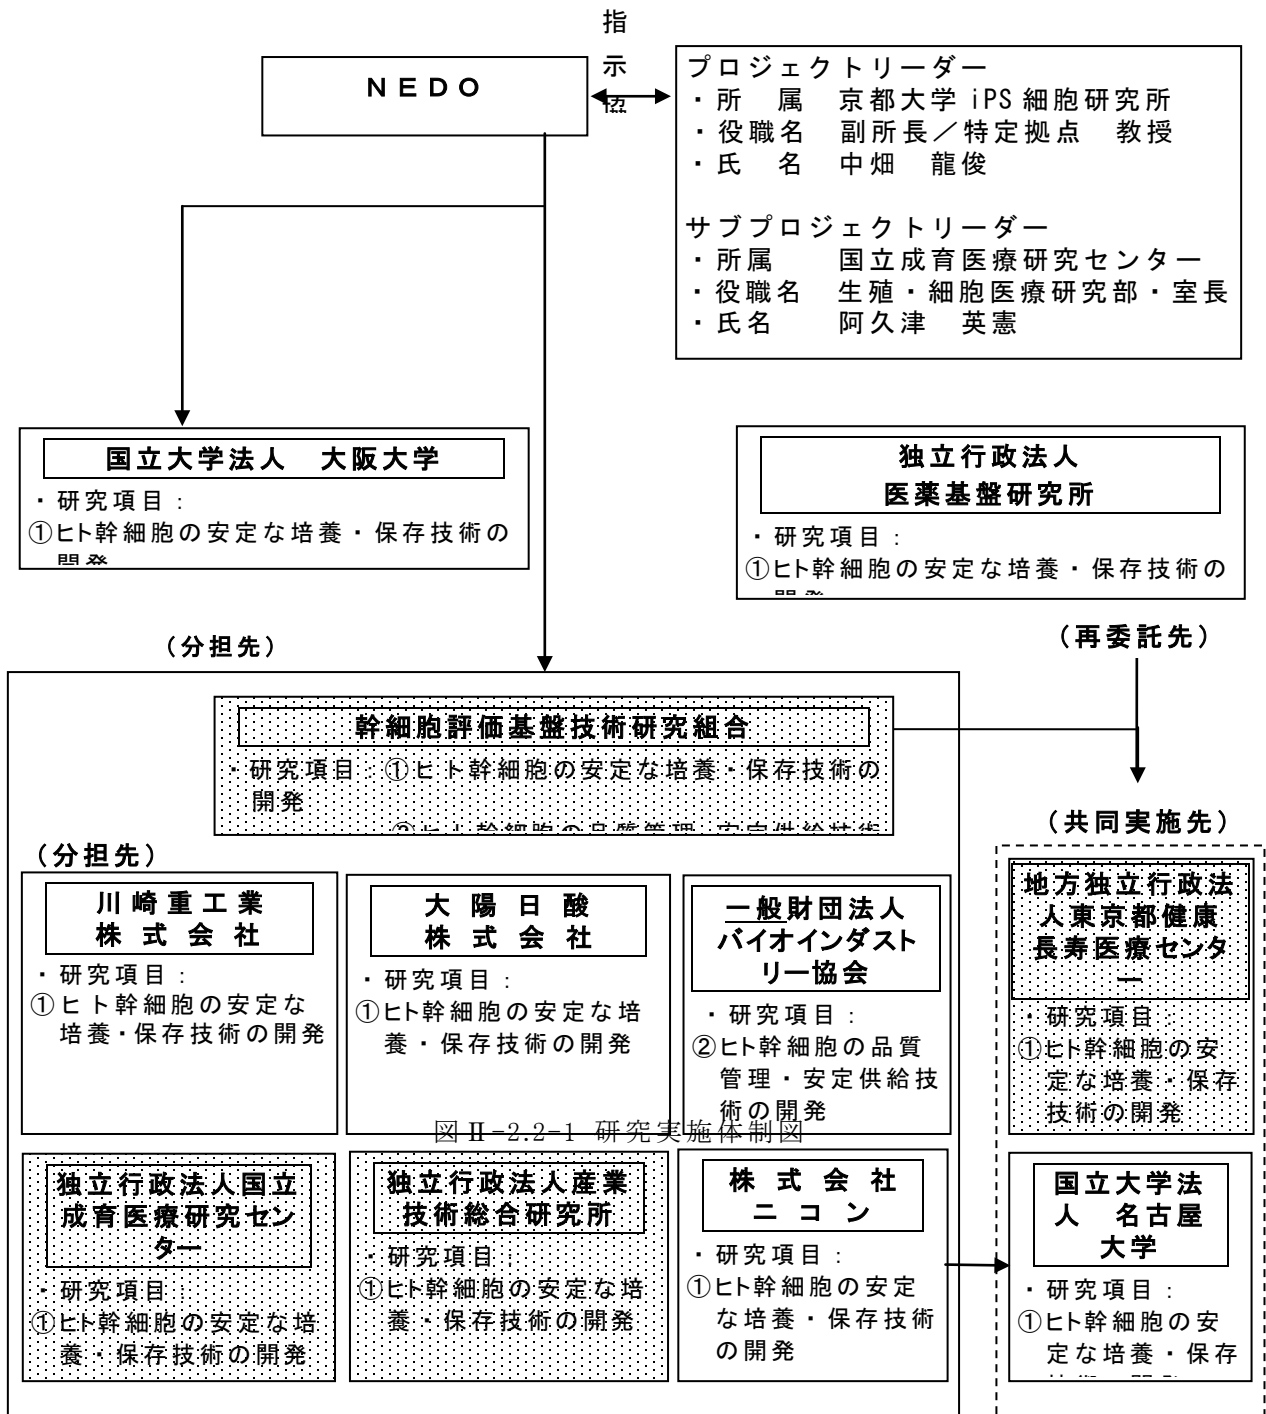 指
示
ＮＥＤＯ
プロジェクトリーダー
・所　属　京都大学 iPS 細胞研究所
・役職名　副所長／特定拠点　教授
・氏　名　中畑　龍俊
サブプロジェクトリーダー
・所属　　国立成育医療研究センター
・役職名　生殖・細胞医療研究部・室長
・氏名　　阿久津　英憲
国立大学法人　大阪大学
・研究項目：
①ヒト幹細胞の安定な培養・保存技術の
開発
独立行政法人
医薬基盤研究所
・研究項目：
①ヒト幹細胞の安定な培養・保存技術の
（分担先）
（再委託先）
幹細胞評価基盤技術研究組合
・研究項目：①ヒト幹細胞の安定な培養・保存技術の
開発
②ヒト幹細胞の品質管理・安定供給技術
（共同実施先）
（分担先）
川崎重工業
株式会社
・研究項目：
①ヒト幹細胞の安定な
培養・保存技術の開発
大陽日酸
株式会社
・研究項目：
①ヒト幹細胞の安定な培
養・保存技術の開発
一般財団法人
バイオインダスト
リー協会
・研究項目：
②ヒト幹細胞の品質
管理・安定供給技
術の開発
地方独立行政法
人東京都健康
長寿医療センタ
ー
・研究項目：
①ヒト幹細胞の安
定な培養・保存
技術の開発
図Ⅱ-2.2-1 研究実施体制図
独立行政法人国立
成育医療研究セン
ター
・研究項目：
①ヒト幹細胞の安定な培
養・保存技術の開発
独立行政法人産業
技術総合研究所
・研究項目：
①ヒト幹細胞の安定な培
養・保存技術の開発
株式会社
ニコン
・研究項目：
①ヒト幹細胞の安定
な培養・保存技術
の開発
国立大学法
人　名古屋
大学
・研究項目：
①ヒト幹細胞の安
定な培養・保存